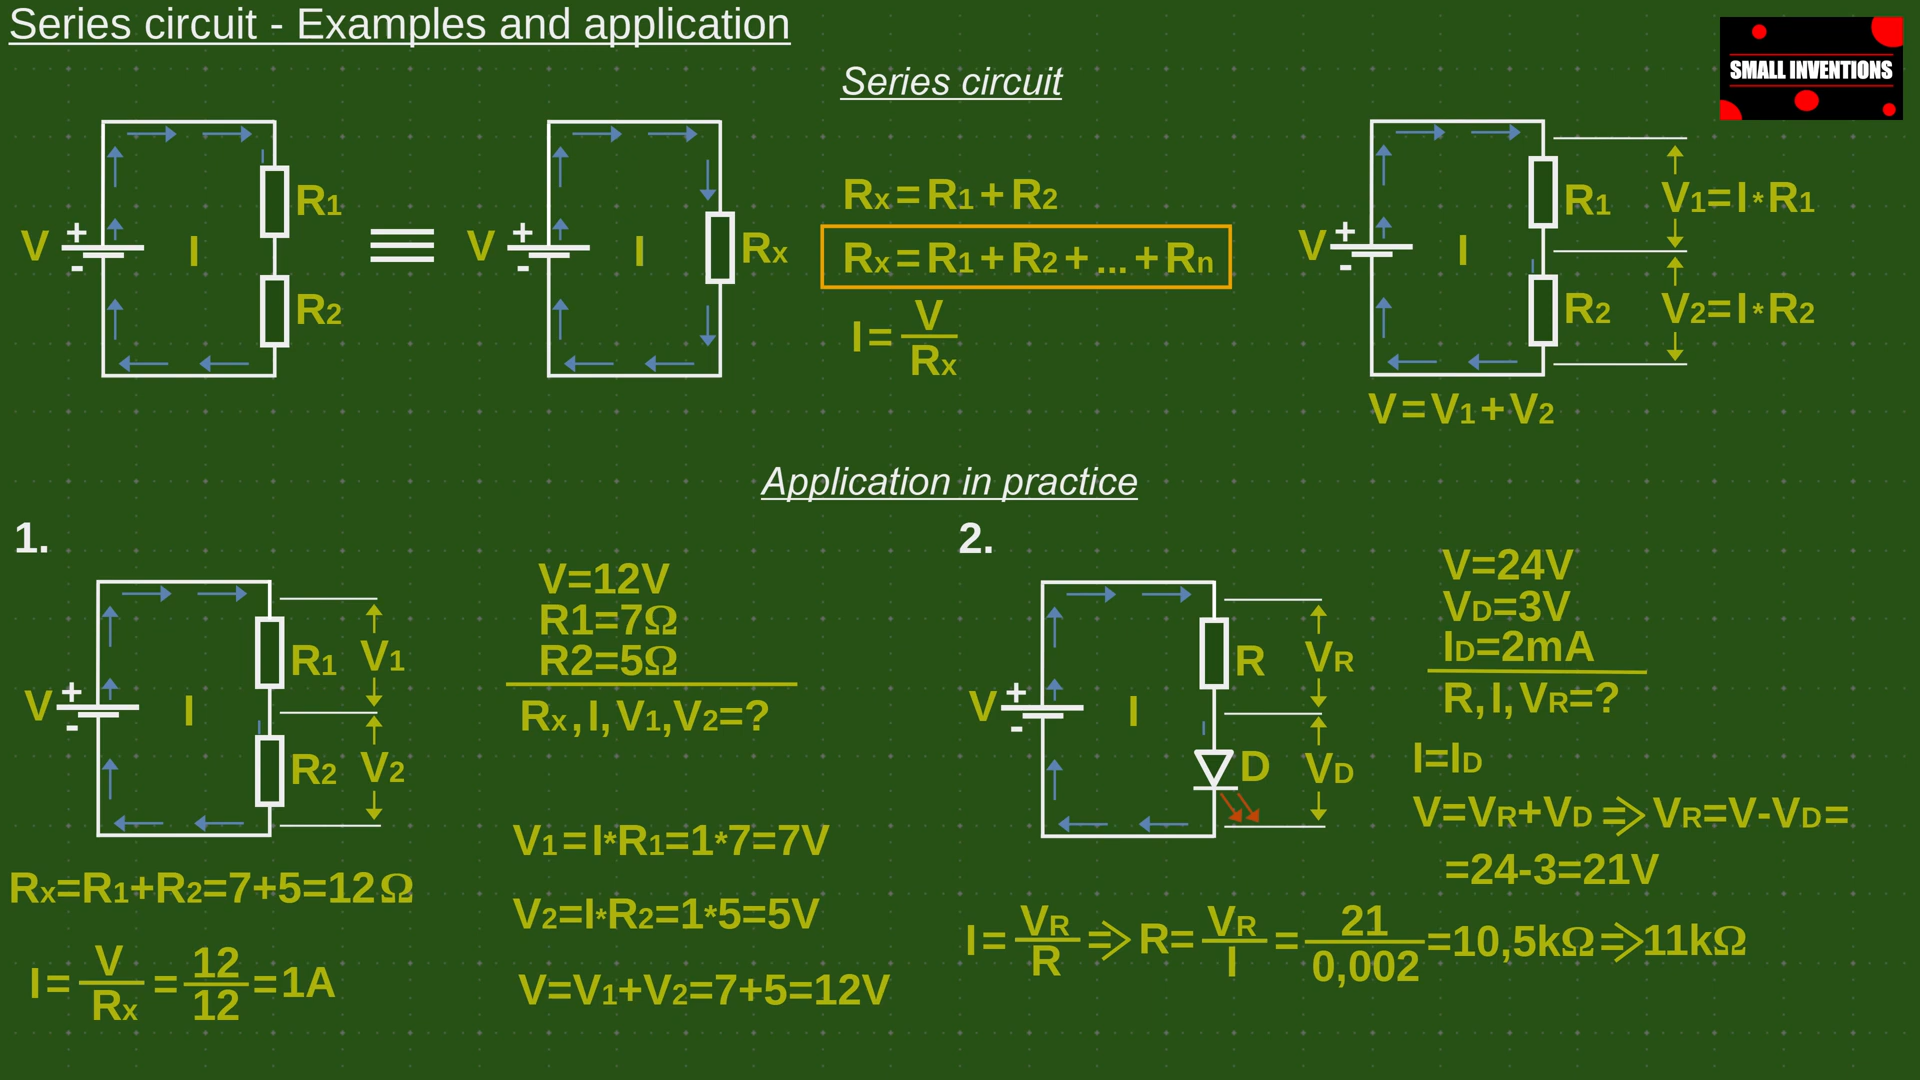 Series circuit - Examples and application
SMALL INVENTIONS
Series circuit
V + - I R1 R2
V + - I Rx
Rx=R1+R2
Rx=R1+R2+...+Rn
I=V/Rx
V + - I R1 R2
V1=I*R1
V2=I*R2
V=V1+V2
Application in practice
1.
V + - I R1 R2 V1 V2
V=12V
R1=7Ω
R2=5Ω
Rx,I,V1,V2=?
Rx=R1+R2=7+5=12Ω
I=V/Rx=12/12=1A
V1=I*R1=1*7=7V
V2=I*R2=1*5=5V
V=V1+V2=7+5=12V
2.
V + - I R D VR VD
V=24V
VD=3V
ID=2mA
R,I,VR=?
I=ID
V=VR+VD => VR=V-VD=
=24-3=21V
I=VR/R => R=VR/I=21/0,002=10,5kΩ=>11kΩ